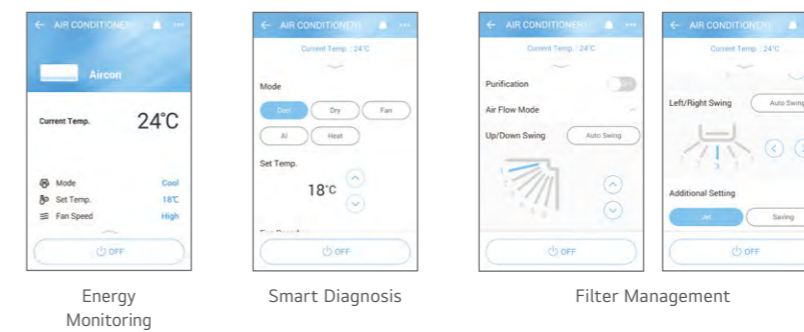 AIR CONDITIONER
Aircon
Current Temp. 24°C
Mode Cool
Set Temp. 18°C
Fan Speed High
OFF
Energy
Monitoring
AIR CONDITIONER
Current Temp. : 24°C
Mode
Cool Dry Fan
AI Heat
Set Temp.
18°C
OFF
Smart Diagnosis
AIR CONDITIONER
Current Temp. : 24°C
Purification
Air Flow Mode
Up/Down Swing Auto Swing
OFF
AIR CONDITIONER
Current Temp. : 24°C
Left/Right Swing Auto Swing
Additional Setting
Jet Saving
OFF
Filter Management